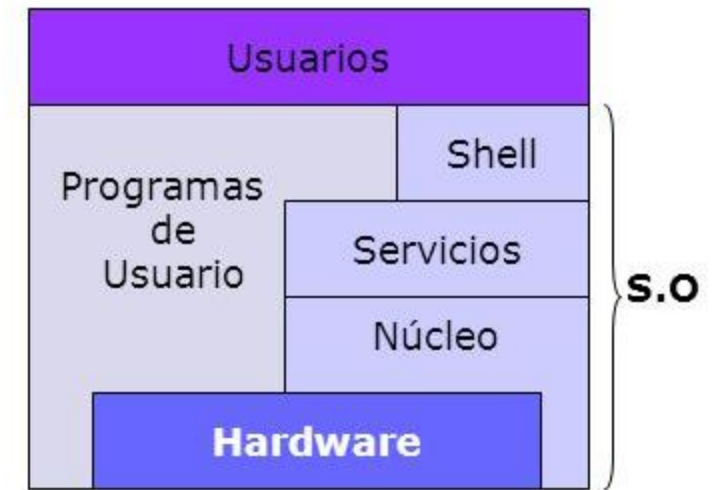 Usuarios
Shell
Programas
de
Usuario
Servicios
Núcleo
Hardware
S.O